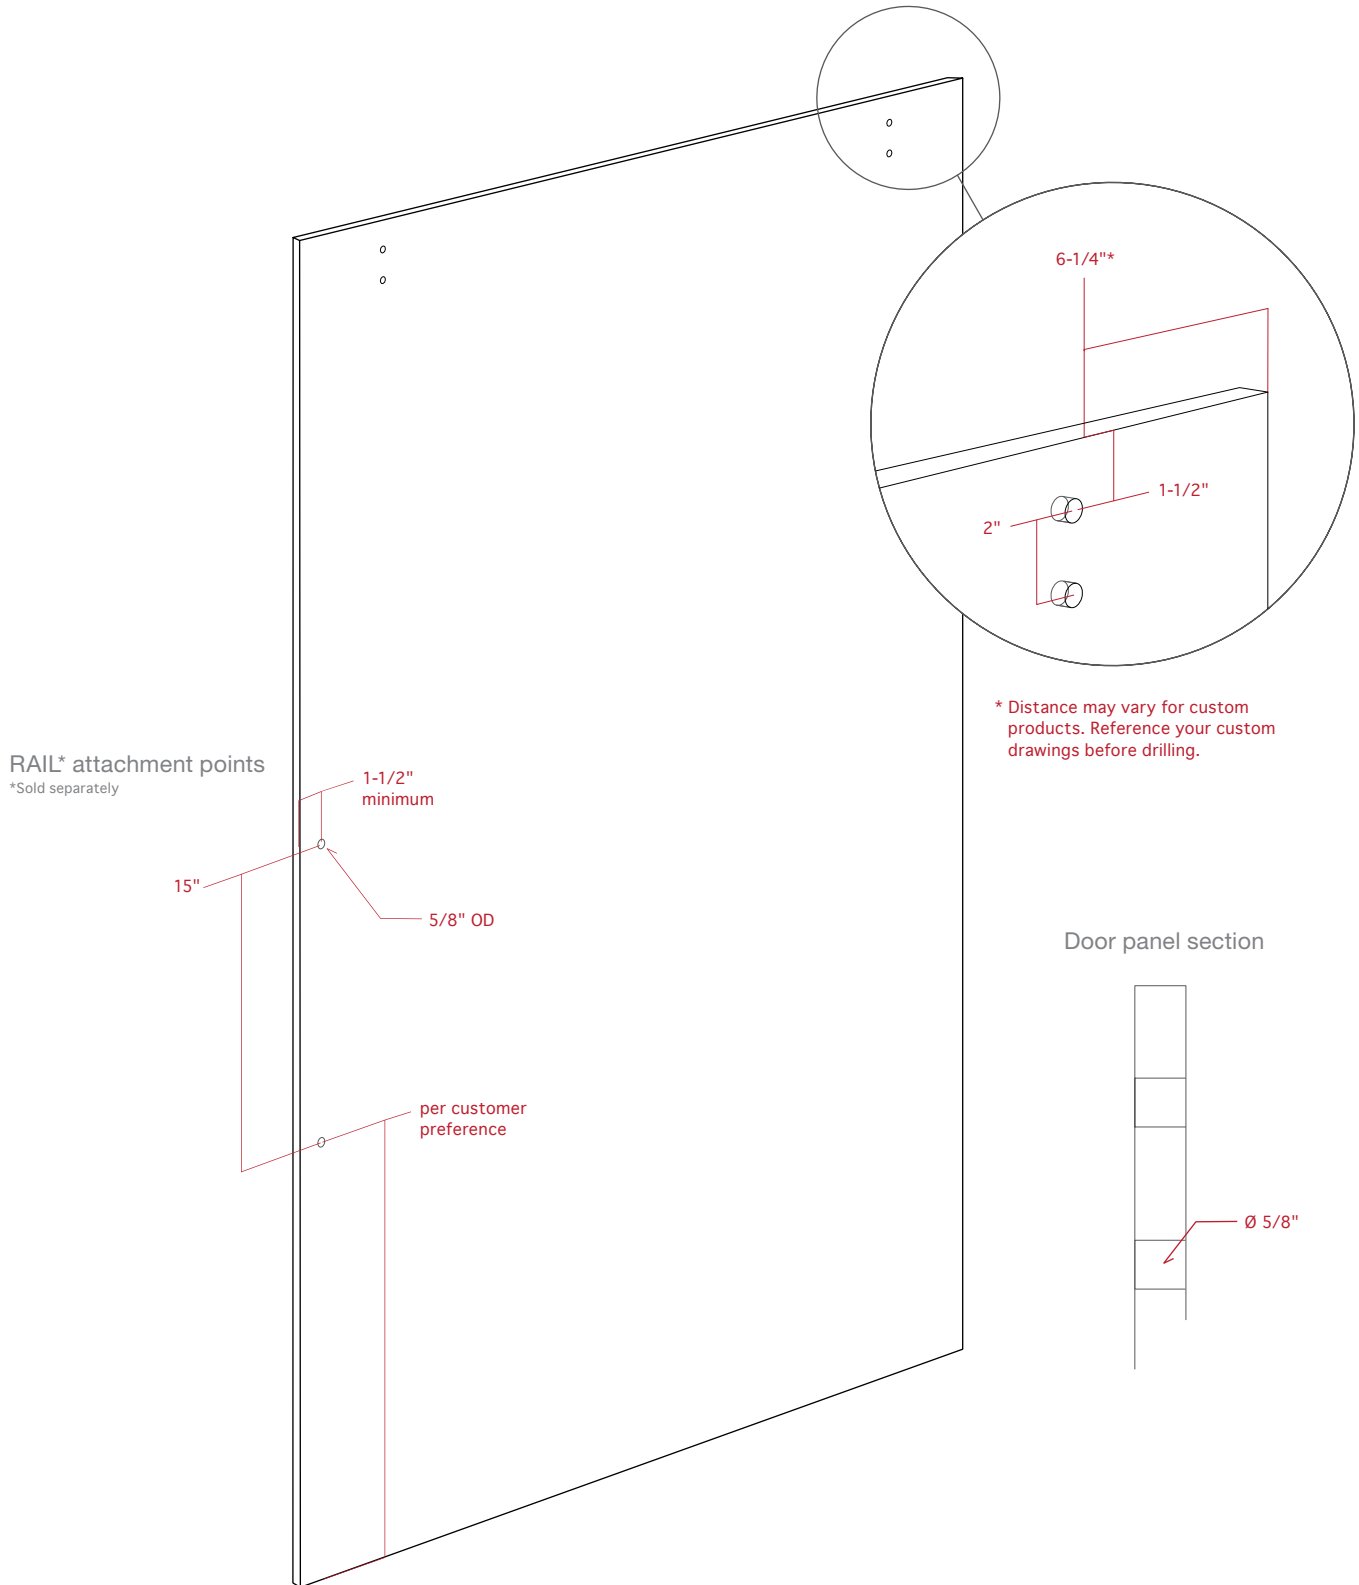 6-1/4"*
1-1/2"
2"
* Distance may vary for custom
products. Reference your custom
drawings before drilling.
RAIL* attachment points
*Sold separately
1-1/2"
minimum
15"
5/8" OD
Door panel section
per customer
preference
Ø 5/8"